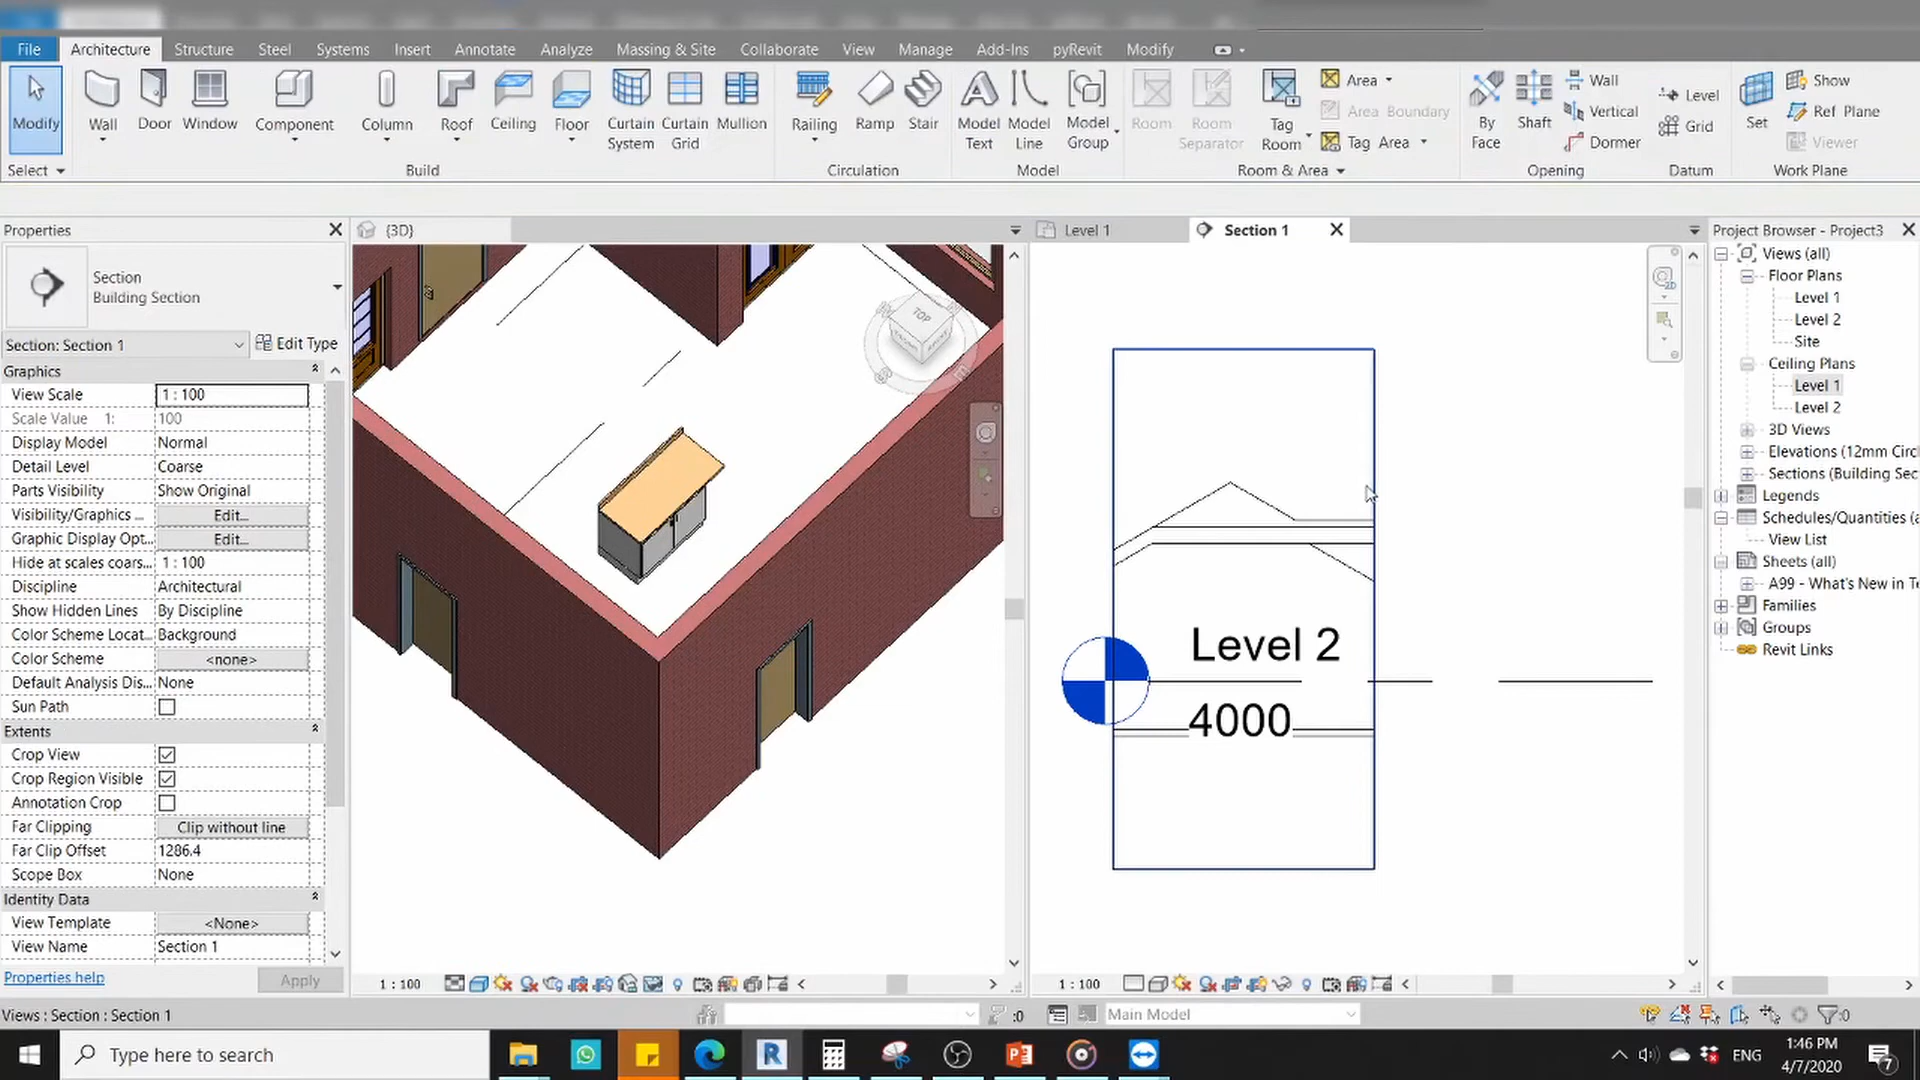 File Architecture Structure Steel Systems Insert Annotate Analyze Massing & Site Collaborate View Manage Add-Ins pyRevit Modify
Modify Wall Door Window Component Column Roof Ceiling Floor Curtain System Curtain Grid Mullion Railing Ramp Stair Model Text Model Line Model Group Room Room Separator Tag Room By Face Shaft Set
Area
Area Boundary
Tag Area
Wall
Vertical
Dormer
Level
Grid
Show
Ref Plane
Viewer
Select Build Circulation Model Room & Area Opening Datum Work Plane
Properties
Section
Building Section
Section: Section 1 Edit Type
Graphics
View Scale 1 : 100
Scale Value 1: 100
Display Model Normal
Detail Level Coarse
Parts Visibility Show Original
Visibility/Graphics ... Edit...
Graphic Display Opt... Edit...
Hide at scales coars... 1 : 100
Discipline Architectural
Show Hidden Lines By Discipline
Color Scheme Locat... Background
Color Scheme <none>
Default Analysis Dis... None
Sun Path
Extents
Crop View
Crop Region Visible
Annotation Crop
Far Clipping Clip without line
Far Clip Offset 1286.4
Scope Box None
Identity Data
View Template <None>
View Name Section 1
Properties help Apply
{3D}
TOP
1 : 100
Level 1 Section 1
Level 2
4000
1 : 100
Project Browser - Project3
Views (all)
Floor Plans
Level 1
Level 2
Site
Ceiling Plans
Level 1
Level 2
3D Views
Elevations (12mm Circl
Sections (Building Sec
Legends
Schedules/Quantities (a
View List
Sheets (all)
A99 - What's New in Te
Families
Groups
Revit Links
Views : Section : Section 1 :0 Main Model :0
Type here to search
ENG
1:46 PM
4/7/2020
7